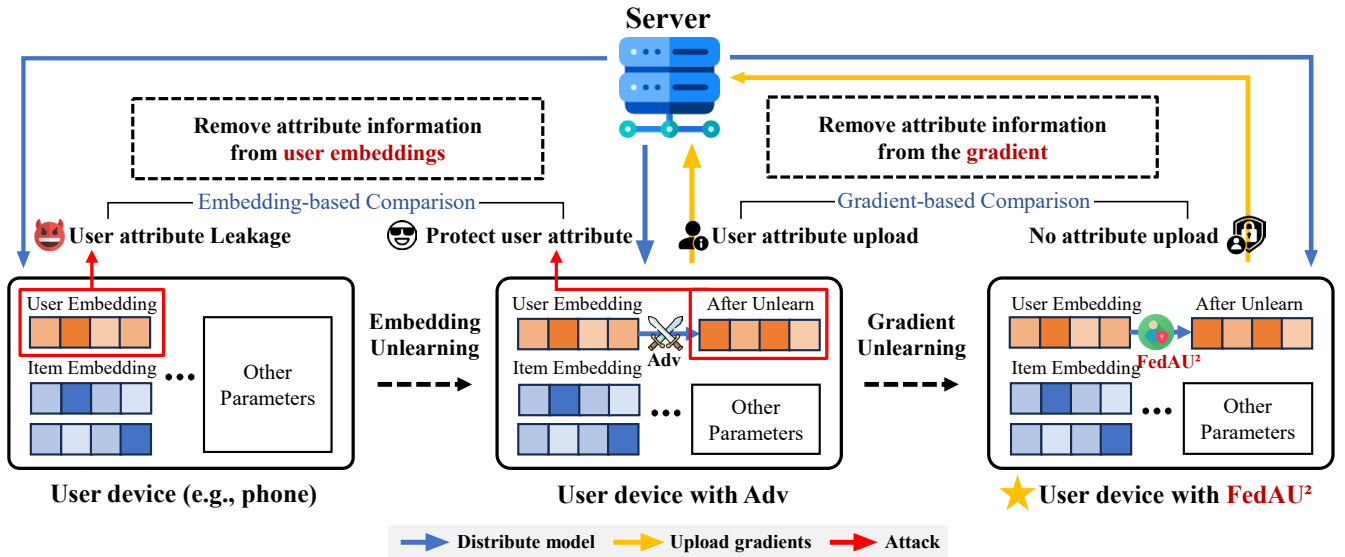 Server
Remove attribute information
from user embeddings
Remove attribute information
from the gradient
Embedding-based Comparison
Gradient-based Comparison
User attribute Leakage
Protect user attribute
User attribute upload
No attribute upload
User Embedding
Item Embedding
...
Other
Parameters
Embedding
Unlearning
User Embedding
After Unlearn
Adv
Item Embedding
...
Other
Parameters
Gradient
Unlearning
User Embedding
After Unlearn
FedAU²
Item Embedding
...
Other
Parameters
User device (e.g., phone)
User device with Adv
User device with FedAU²
Distribute model
Upload gradients
Attack